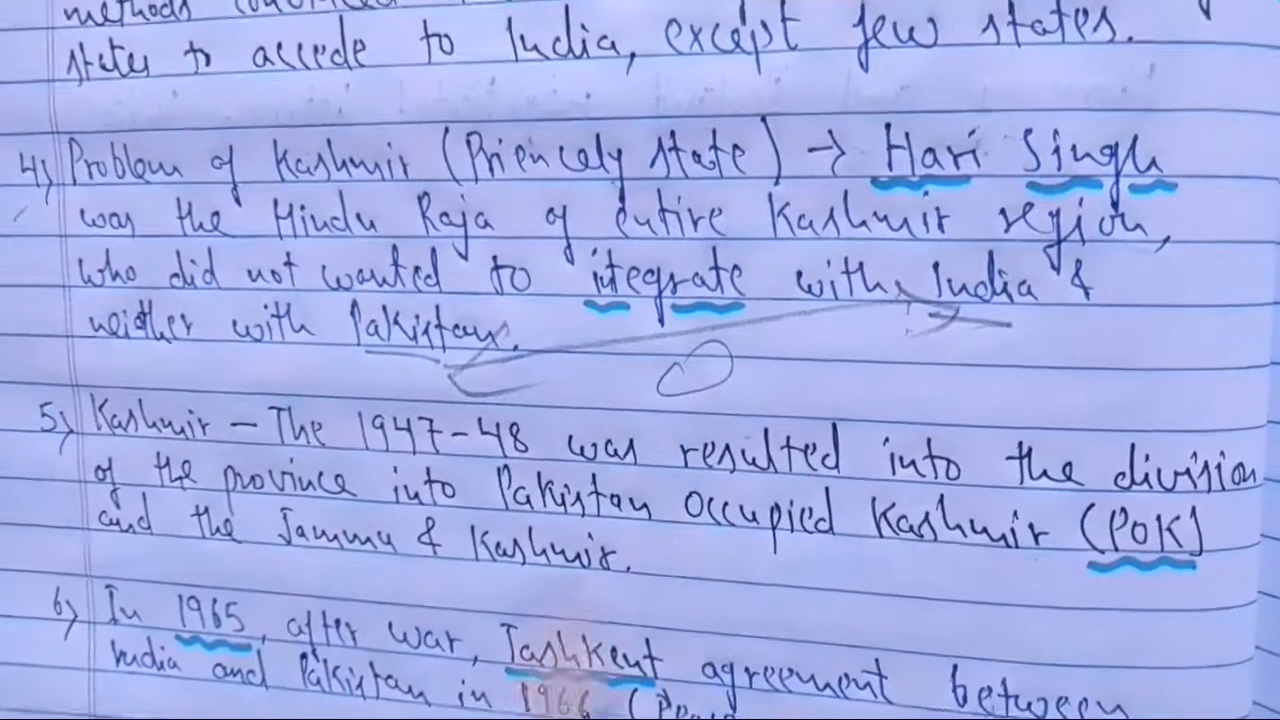 methods
states to accede to India, except few states.
4) Problem of Kashmir (Priencely state) → Hari Singh
was the Hindu Raja of entire Kashmir region,
who did not wanted to integrate with India &
neither with Pakistan.
5) Kashmir - The 1947-48 was resulted into the division
of the province into Pakistan Occupied Kashmir (POK)
and the Jammu & Kashmir.
6) In 1965, after war, Tashkent agreement between
India and Pakistan in 1966 (